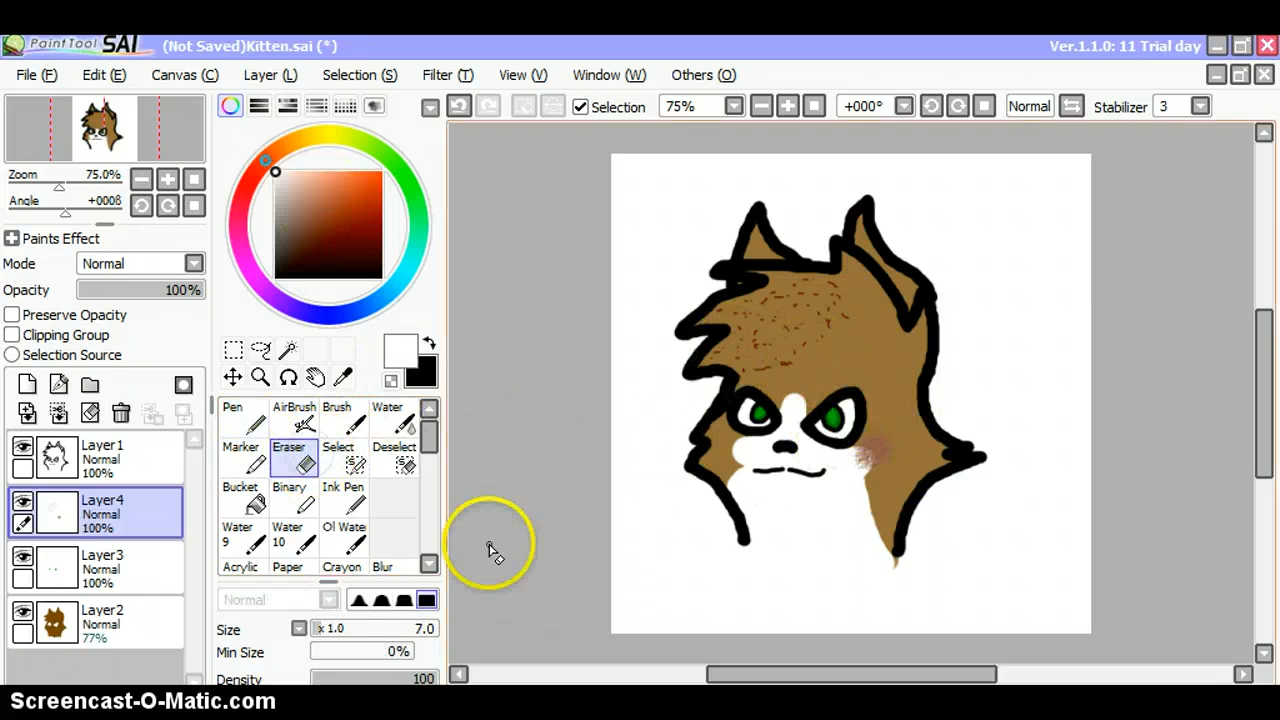 PaintTool SAI (Not Saved)Kitten.sai (*) Ver.1.1.0: 11 Trial day
File (F) Edit (E) Canvas (C) Layer (L) Selection (S) Filter (T) View (V) Window (W) Others (O)
Selection 75% +000° Normal Stabilizer 3
Zoom 75.0%
Angle +000ß
Paints Effect
Mode Normal
Opacity 100%
Preserve Opacity
Clipping Group
Selection Source
Layer1
Normal
100%
Layer4
Normal
100%
Layer3
Normal
100%
Layer2
Normal
77%
Pen AirBrush Brush Water
Marker Eraser Select Deselect
Bucket Binary Ink Pen
Water 9 Water 10 Ol Wate
Acrylic Paper Crayon Blur
Normal
Size x 1.0 7.0
Min Size 0%
Density 100
Screencast-O-Matic.com